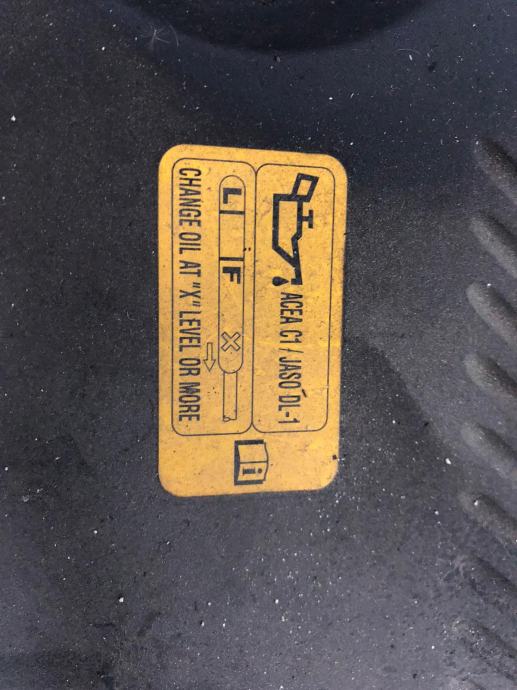 ACEA C1 / JASO DL-1
L F X
CHANGE OIL AT "X" LEVEL OR MORE
i